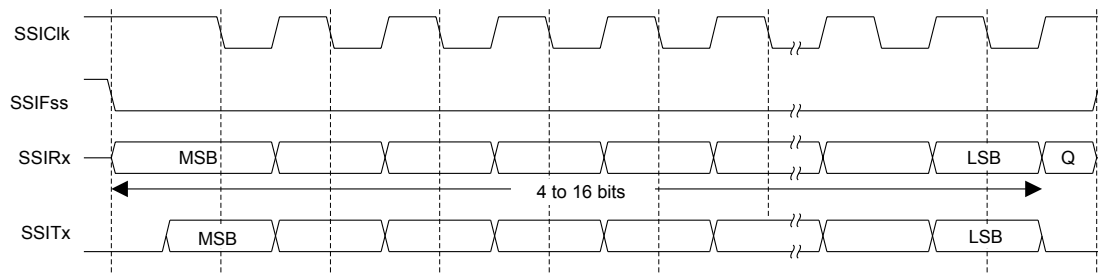 SSIClk
SSIFss
SSIRx MSB LSB Q
4 to 16 bits
SSITx MSB LSB